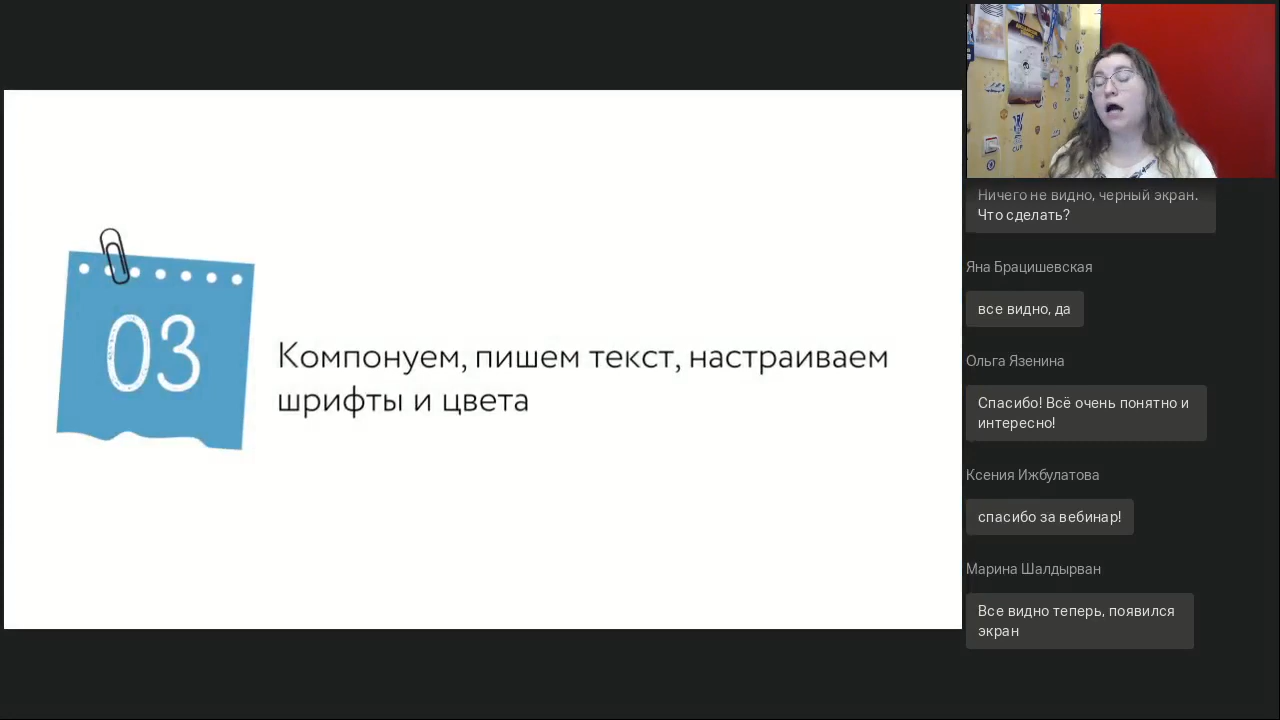 03
Компонуем, пишем текст, настраиваем
шрифты и цвета
CUP
Ничего не видно, черный экран.
Что сделать?
Яна Брацишевская
все видно, да
Ольга Язенина
Спасибо! Всё очень понятно и
интересно!
Ксения Ижбулатова
спасибо за вебинар!
Марина Шалдырван
Все видно теперь, появился
экран